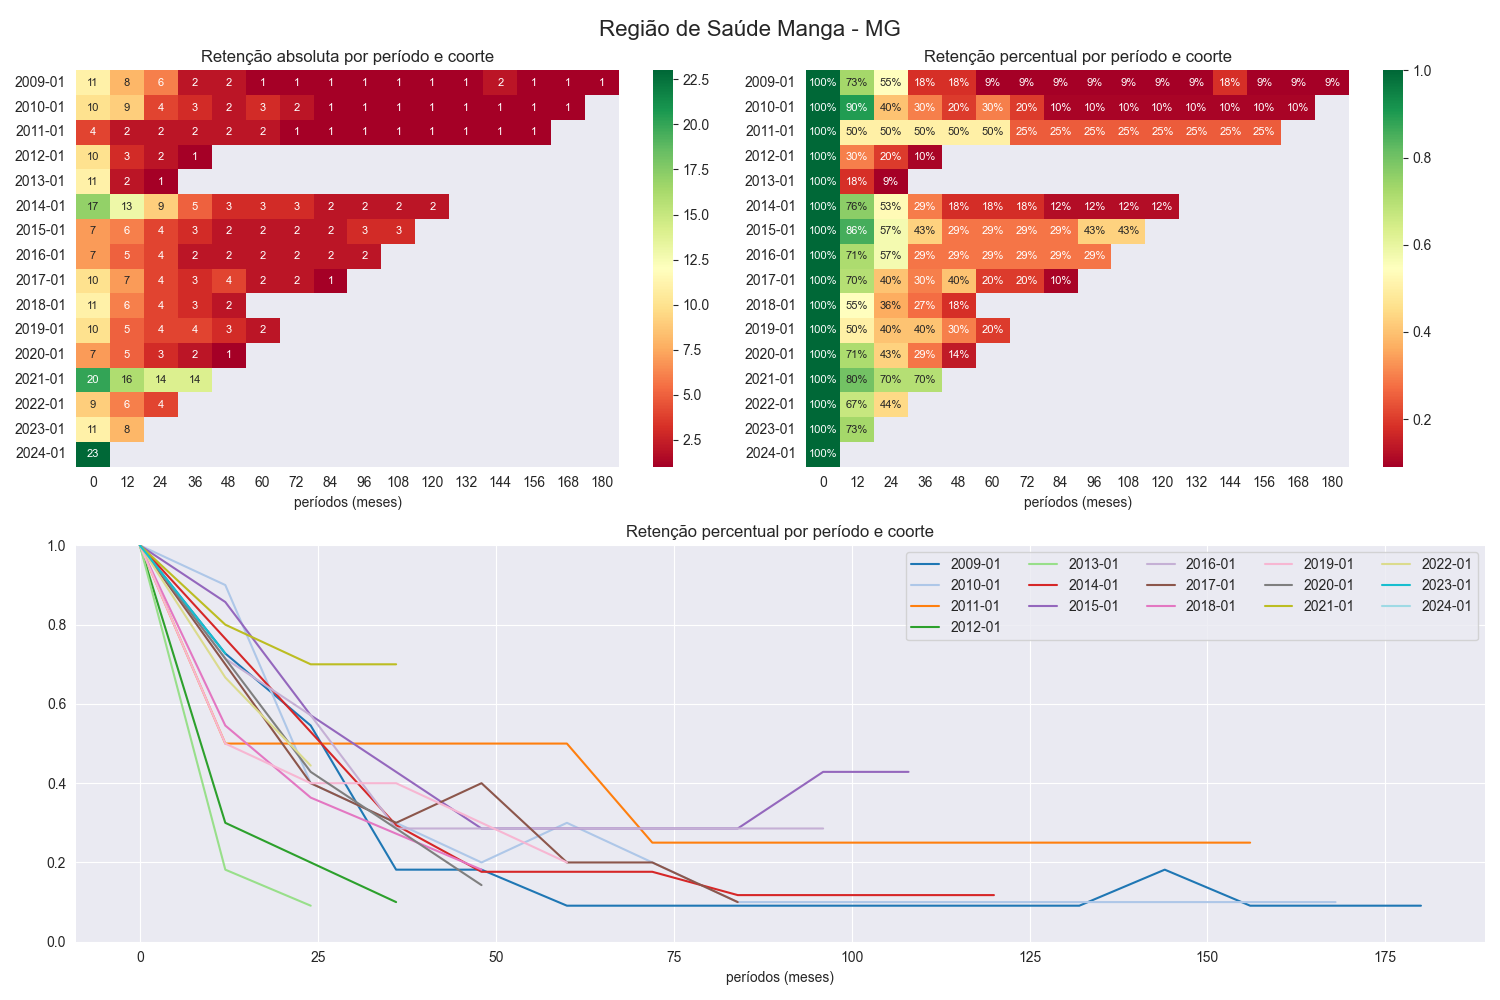 Região de Saúde Manga - MG
Retenção absoluta por período e coorte
2009-01 11 8 6 2 2 1 1 1 1 1 1 1 2 1 1 1
2010-01 10 9 4 3 2 3 2 1 1 1 1 1 1 1 1
2011-01 4 2 2 2 2 2 1 1 1 1 1 1 1 1
2012-01 10 3 2 1
2013-01 11 2 1
2014-01 17 13 9 5 3 3 3 2 2 2 2
2015-01 7 6 4 3 2 2 2 2 3 3
2016-01 7 5 4 2 2 2 2 2 2
2017-01 10 7 4 3 4 2 2 1
2018-01 11 6 4 3 2
2019-01 10 5 4 4 3 2
2020-01 7 5 3 2 1
2021-01 20 16 14 14
2022-01 9 6 4
2023-01 11 8
2024-01 23
0 12 24 36 48 60 72 84 96 108 120 132 144 156 168 180
períodos (meses)
22.5
20.0
17.5
15.0
12.5
10.0
7.5
5.0
2.5
Retenção percentual por período e coorte
2009-01 100% 73% 55% 18% 18% 9% 9% 9% 9% 9% 9% 9% 18% 9% 9% 9%
2010-01 100% 90% 40% 30% 20% 30% 20% 10% 10% 10% 10% 10% 10% 10% 10%
2011-01 100% 50% 50% 50% 50% 50% 25% 25% 25% 25% 25% 25% 25% 25%
2012-01 100% 30% 20% 10%
2013-01 100% 18% 9%
2014-01 100% 76% 53% 29% 18% 18% 18% 12% 12% 12% 12%
2015-01 100% 86% 57% 43% 29% 29% 29% 29% 43% 43%
2016-01 100% 71% 57% 29% 29% 29% 29% 29% 29%
2017-01 100% 70% 40% 30% 40% 20% 20% 10%
2018-01 100% 55% 36% 27% 18%
2019-01 100% 50% 40% 40% 30% 20%
2020-01 100% 71% 43% 29% 14%
2021-01 100% 80% 70% 70%
2022-01 100% 67% 44%
2023-01 100% 73%
2024-01 100%
0 12 24 36 48 60 72 84 96 108 120 132 144 156 168 180
períodos (meses)
1.0
0.8
0.6
0.4
0.2
Retenção percentual por período e coorte
1.0
0.8
0.6
0.4
0.2
0.0
2009-01 2013-01 2016-01 2019-01 2022-01
2010-01 2014-01 2017-01 2020-01 2023-01
2011-01 2015-01 2018-01 2021-01 2024-01
2012-01
0 25 50 75 100 125 150 175
períodos (meses)